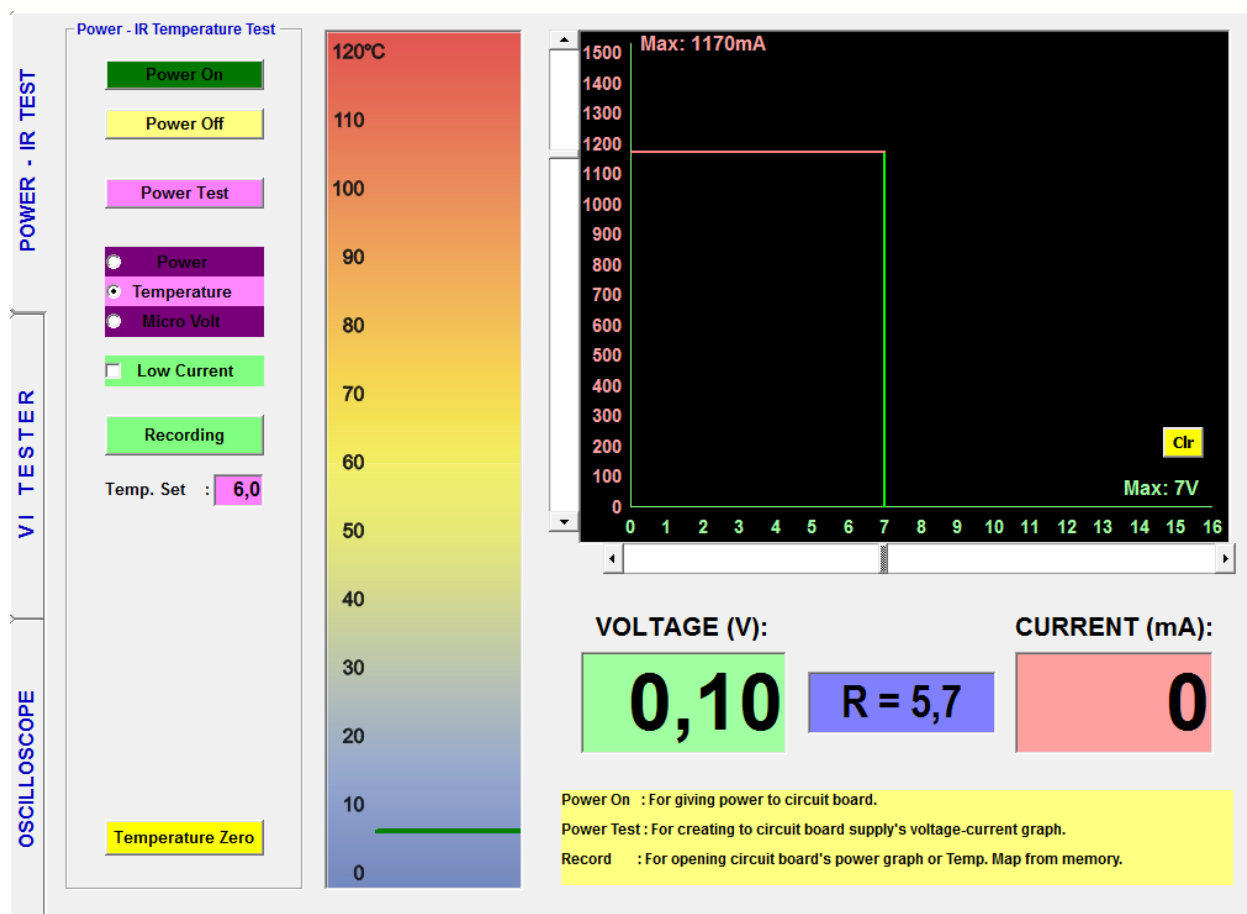 POWER - IR TEST
VI TESTER
OSCILLOSCOPE
Power - IR Temperature Test
Power On
Power Off
Power Test
Power
Temperature
Micro Volt
Low Current
Recording
Temp. Set : 6,0
Temperature Zero
120°C
110
100
90
80
70
60
50
40
30
20
10
0
Max: 1170mA
1500
1400
1300
1200
1100
1000
900
800
700
600
500
400
300
200
100
0
Clr
Max: 7V
0 1 2 3 4 5 6 7 8 9 10 11 12 13 14 15 16
VOLTAGE (V): CURRENT (mA):
0,10 R = 5,7 0
Power On : For giving power to circuit board.
Power Test : For creating to circuit board supply's voltage-current graph.
Record : For opening circuit board's power graph or Temp. Map from memory.